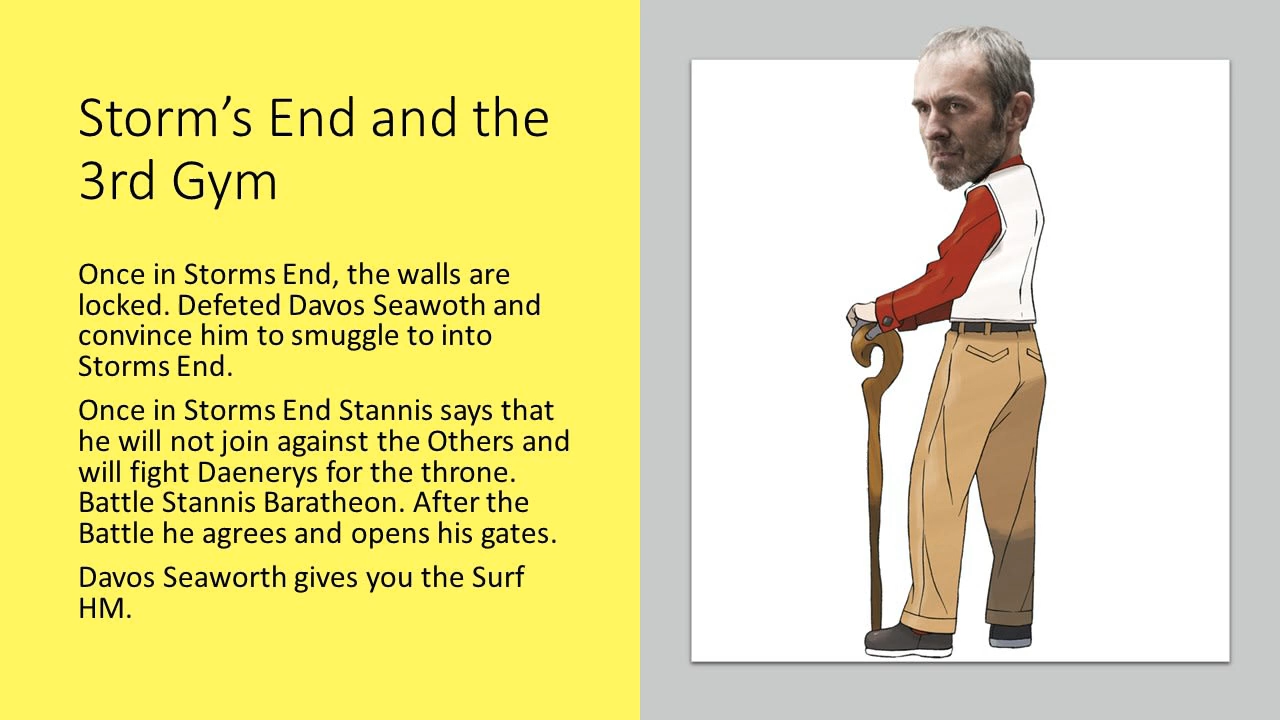 Storm’s End and the
3rd Gym
Once in Storms End, the walls are
locked. Defeted Davos Seawoth and
convince him to smuggle to into
Storms End.
Once in Storms End Stannis says that
he will not join against the Others and
will fight Daenerys for the throne.
Battle Stannis Baratheon. After the
Battle he agrees and opens his gates.
Davos Seaworth gives you the Surf
HM.